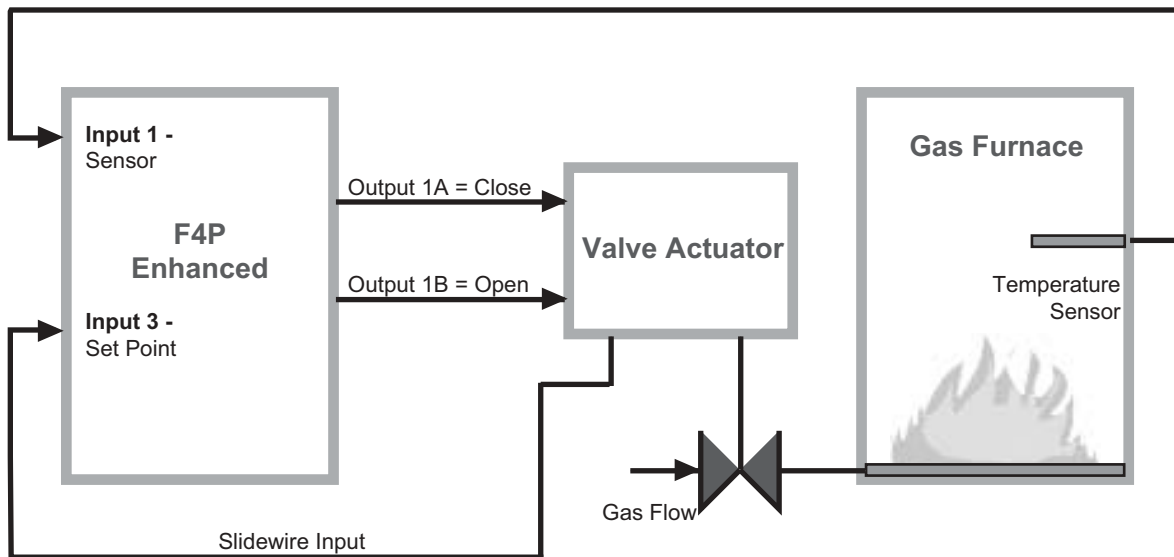 Input 1 -
Sensor
F4P
Enhanced
Input 3 -
Set Point
Output 1A = Close
Output 1B = Open
Valve Actuator
Gas Furnace
Temperature
Sensor
Gas Flow
Slidewire Input